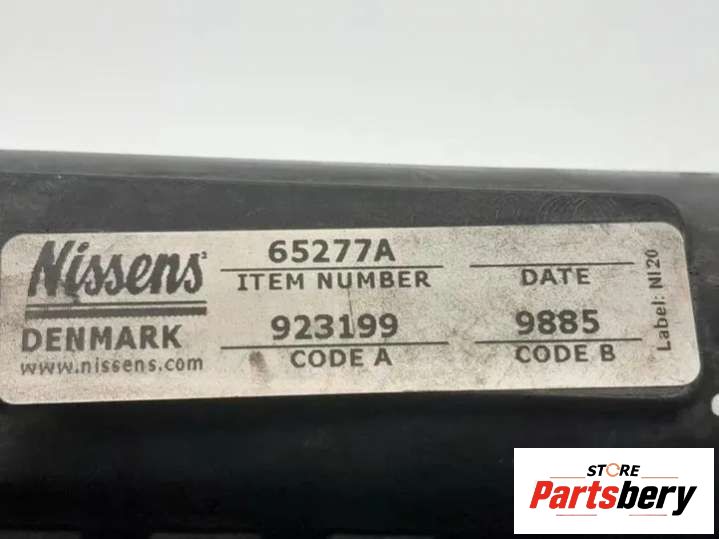 Nissens
DENMARK
www.nissens.com
65277A
ITEM NUMBER
DATE
923199
CODE A
9885
CODE B
Label: NI 20
STORE
Partsbery